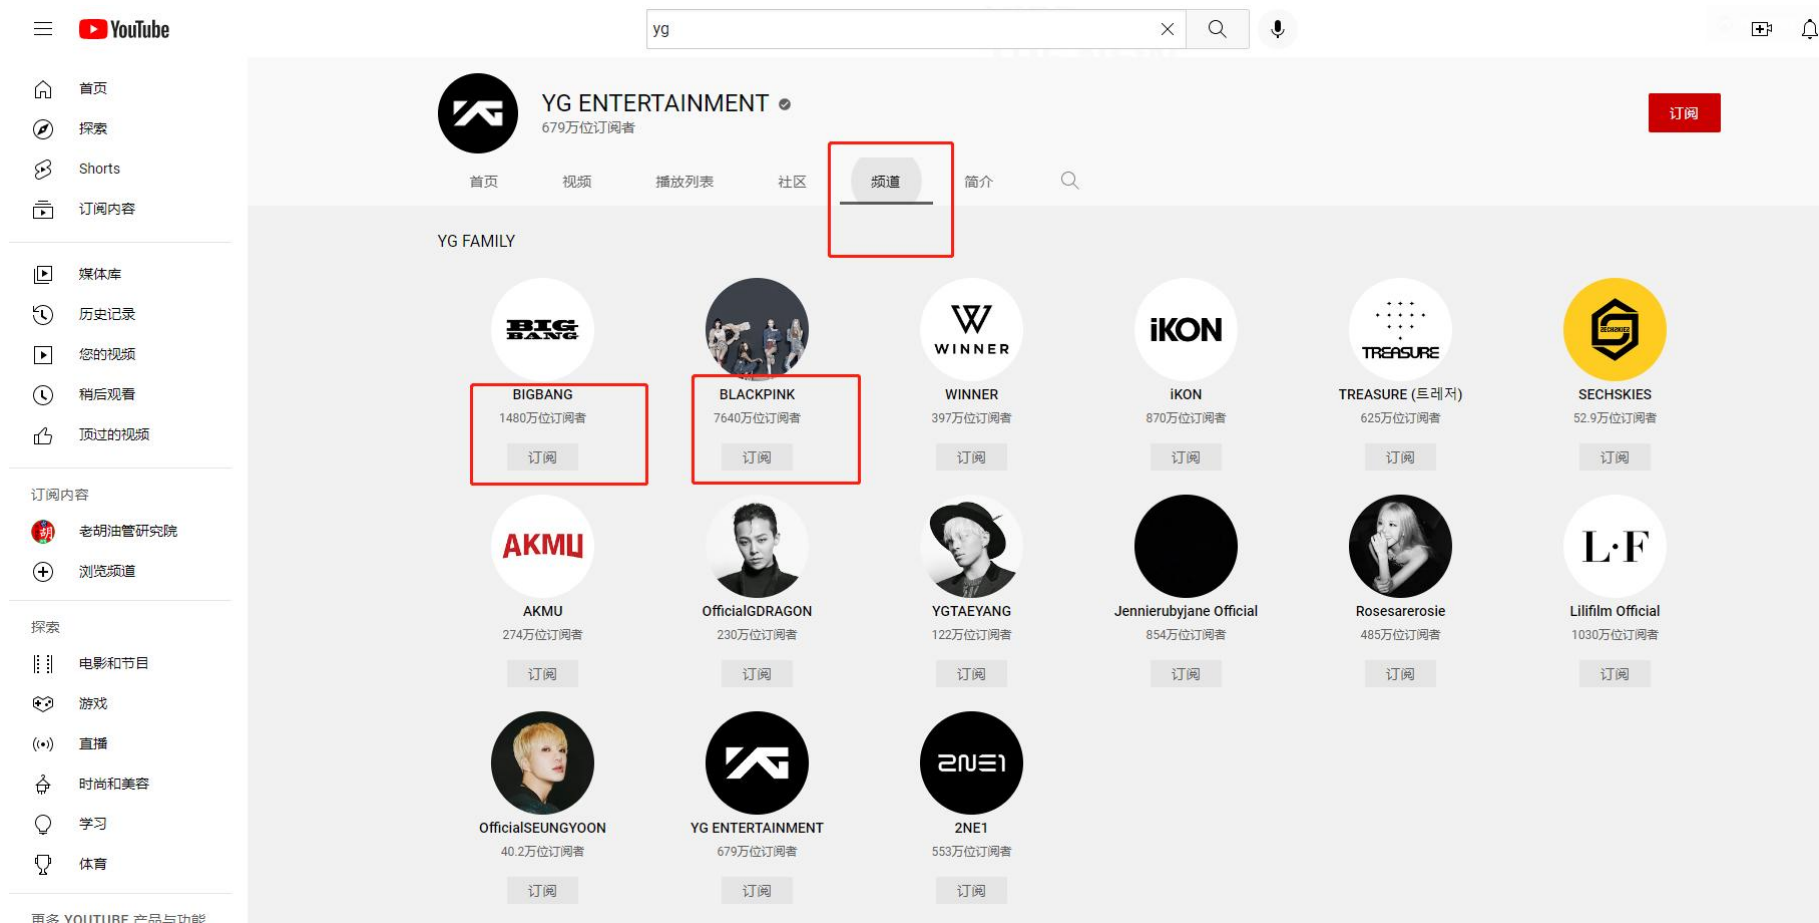 YouTube
yg
首页
探索
Shorts
订阅内容
媒体库
历史记录
您的视频
稍后观看
顶过的视频
订阅内容
老胡油管研究院
浏览频道
探索
电影和节目
游戏
直播
时尚和美容
学习
体育
更多 YOUTUBE 产品与功能
YG ENTERTAINMENT
679万位订阅者
订阅
首页 视频 播放列表 社区 频道 简介
YG FAMILY
BIG BANG
WINNER
iKON
TREASURE
SECHSKIES
BIGBANG BLACKPINK WINNER iKON TREASURE (트레저) SECHSKIES
1480万位订阅者 7640万位订阅者 397万位订阅者 870万位订阅者 625万位订阅者 52.9万位订阅者
订阅 订阅 订阅 订阅 订阅 订阅
AKMU
L·F
AKMU OfficialGDRAGON YGTAEYANG Jennierubyjane Official Rosesarerosie Lilifilm Official
274万位订阅者 230万位订阅者 122万位订阅者 854万位订阅者 485万位订阅者 1030万位订阅者
订阅 订阅 订阅 订阅 订阅 订阅
YG
2NE1
OfficialSEUNGYOON YG ENTERTAINMENT 2NE1
40.2万位订阅者 679万位订阅者 553万位订阅者
订阅 订阅 订阅